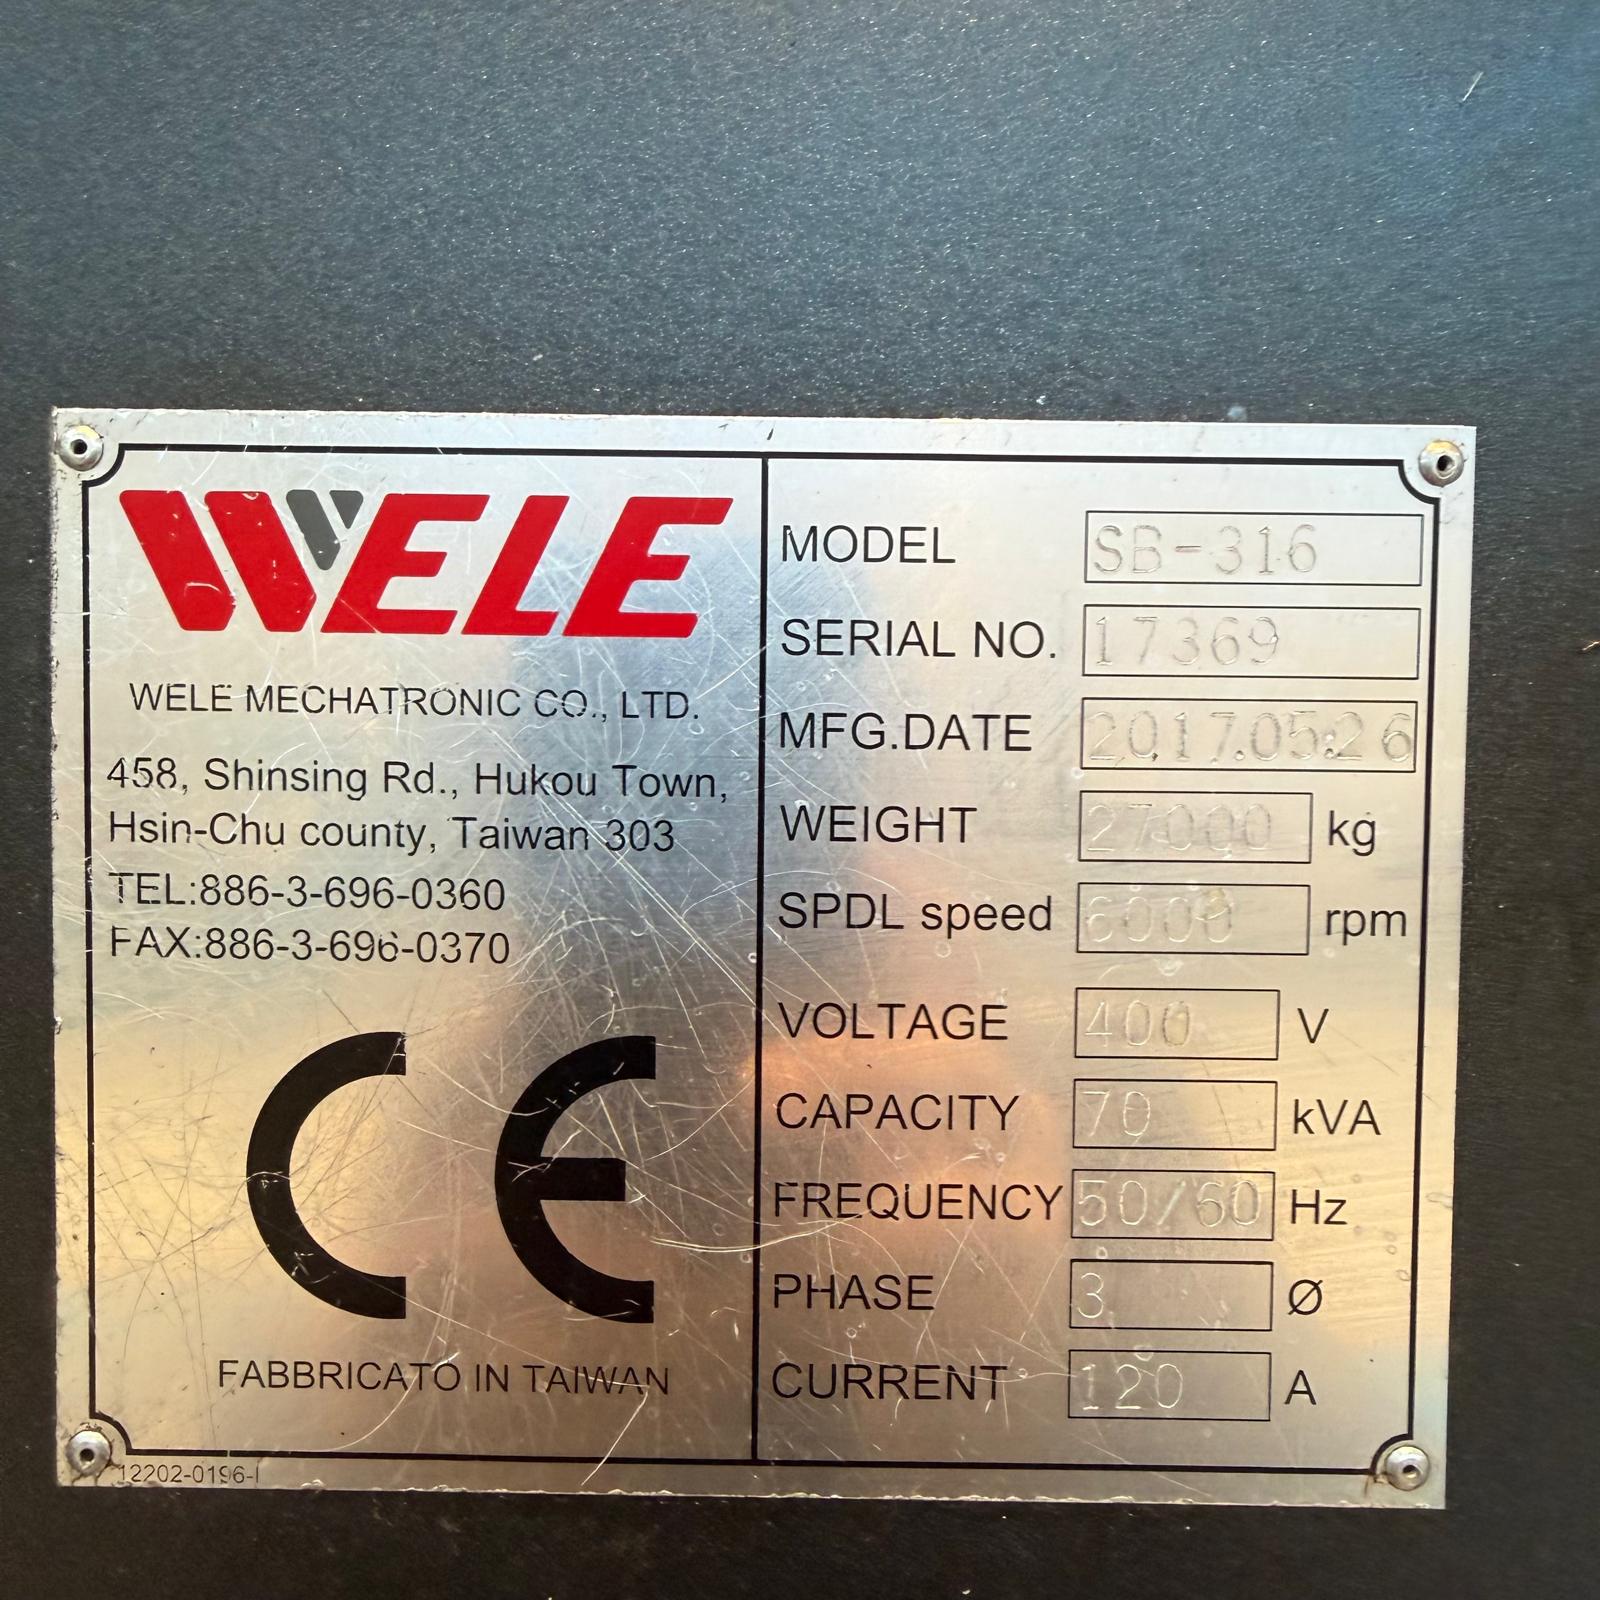 WELE
WELE MECHATRONIC CO., LTD.
458, Shinsing Rd., Hukou Town,
Hsin-Chu county, Taiwan 303
TEL:886-3-696-0360
FAX:886-3-696-0370
CE
FABBRICATO IN TAIWAN
12202-0196-I
MODEL SB-316
SERIAL NO. 17369
MFG.DATE 2017.05.26
WEIGHT 27000 kg
SPDL speed 6000 rpm
VOLTAGE 400 V
CAPACITY 70 kVA
FREQUENCY 50/60 Hz
PHASE 3 Ø
CURRENT 120 A